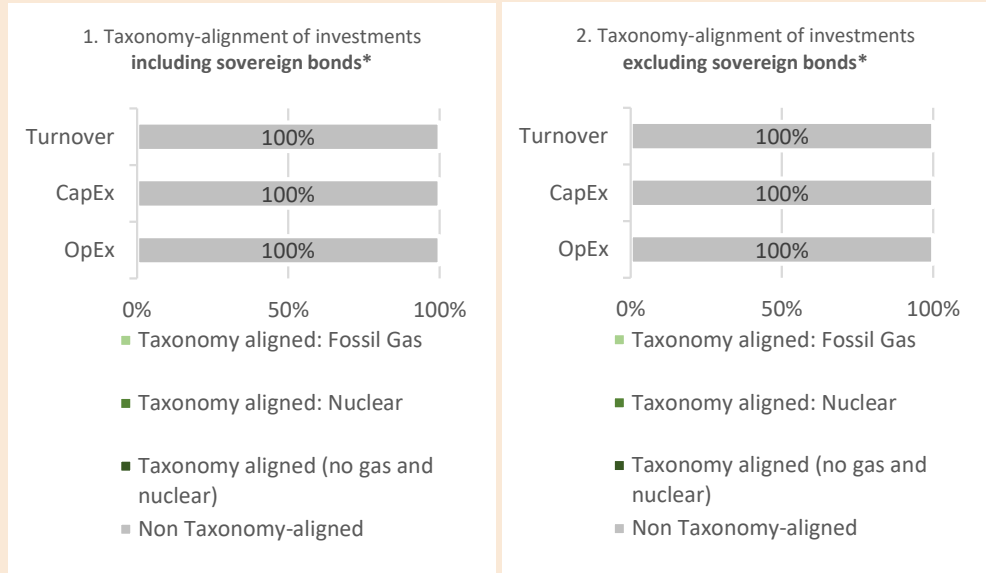 1. Taxonomy-alignment of investments
including sovereign bonds*
Turnover
100%
CapEx
100%
OpEx
100%
0%
50%
100%
Taxonomy aligned: Fossil Gas
Taxonomy aligned: Nuclear
Taxonomy aligned (no gas and
nuclear)
Non Taxonomy-aligned
2. Taxonomy-alignment of investments
excluding sovereign bonds*
Turnover
100%
CapEx
100%
OpEx
100%
0%
50%
100%
Taxonomy aligned: Fossil Gas
Taxonomy aligned: Nuclear
Taxonomy aligned (no gas and
nuclear)
Non Taxonomy-aligned